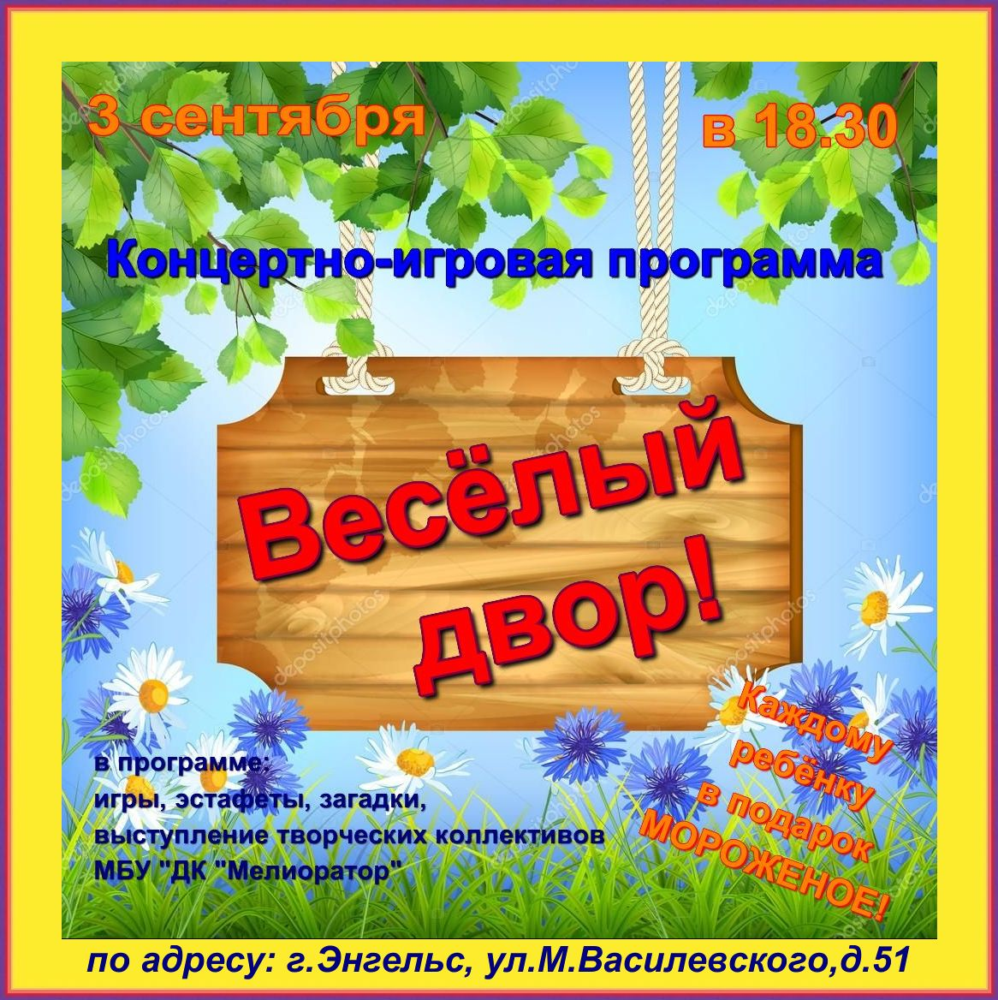 3 сентября в 18.30
Концертно-игровая программа
Весёлый
двор!
Каждому
ребёнку
в подарок
МОРОЖЕНОЕ!
в программе:
игры, эстафеты, загадки,
выступление творческих коллективов
МБУ "ДК "Мелиоратор"
по адресу: г.Энгельс, ул.М.Василевского,д.51
depositphotos